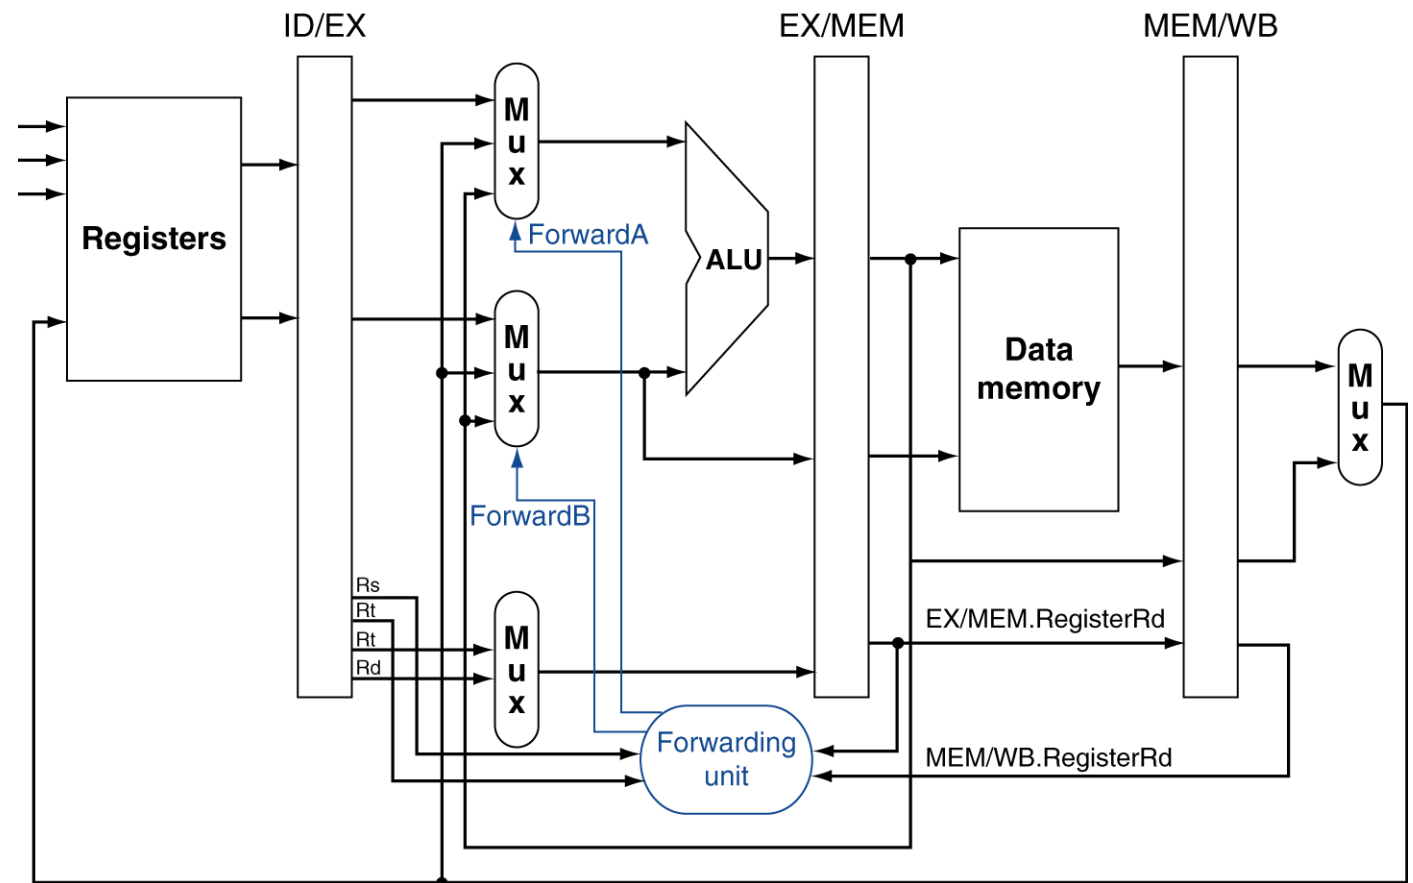 ID/EX
EX/MEM
MEM/WB
Registers
M
u
x
ForwardA
ALU
M
u
x
ForwardB
Data
memory
M
u
x
Rs
Rt
Rt
Rd
M
u
x
EX/MEM.RegisterRd
Forwarding
unit
MEM/WB.RegisterRd